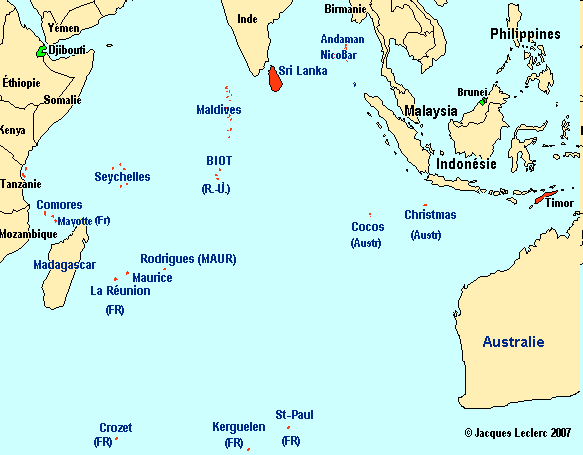 Birmanie
Inde
Yémen
Philippines
Andaman
Djibouti
NicoBar
Sri Lanka
Éthiopie
Brunei
Somalie
Maldives
Malaysia
Kenya
BIOT
Indonésie
Seychelles
Tanzanie
(R.-U.)
Comores
Timor
Christmas
Mayotte (Fr)
Cocos
Mozambique
(Austr)
(Austr)
Rodrigues (MAUR)
Madagascar
Maurice
La Réunion
(FR)
Australie
St-Paul
Crozet
Kerguelen
(FR)
(FR)
(FR)
© Jacques Leclerc 2007